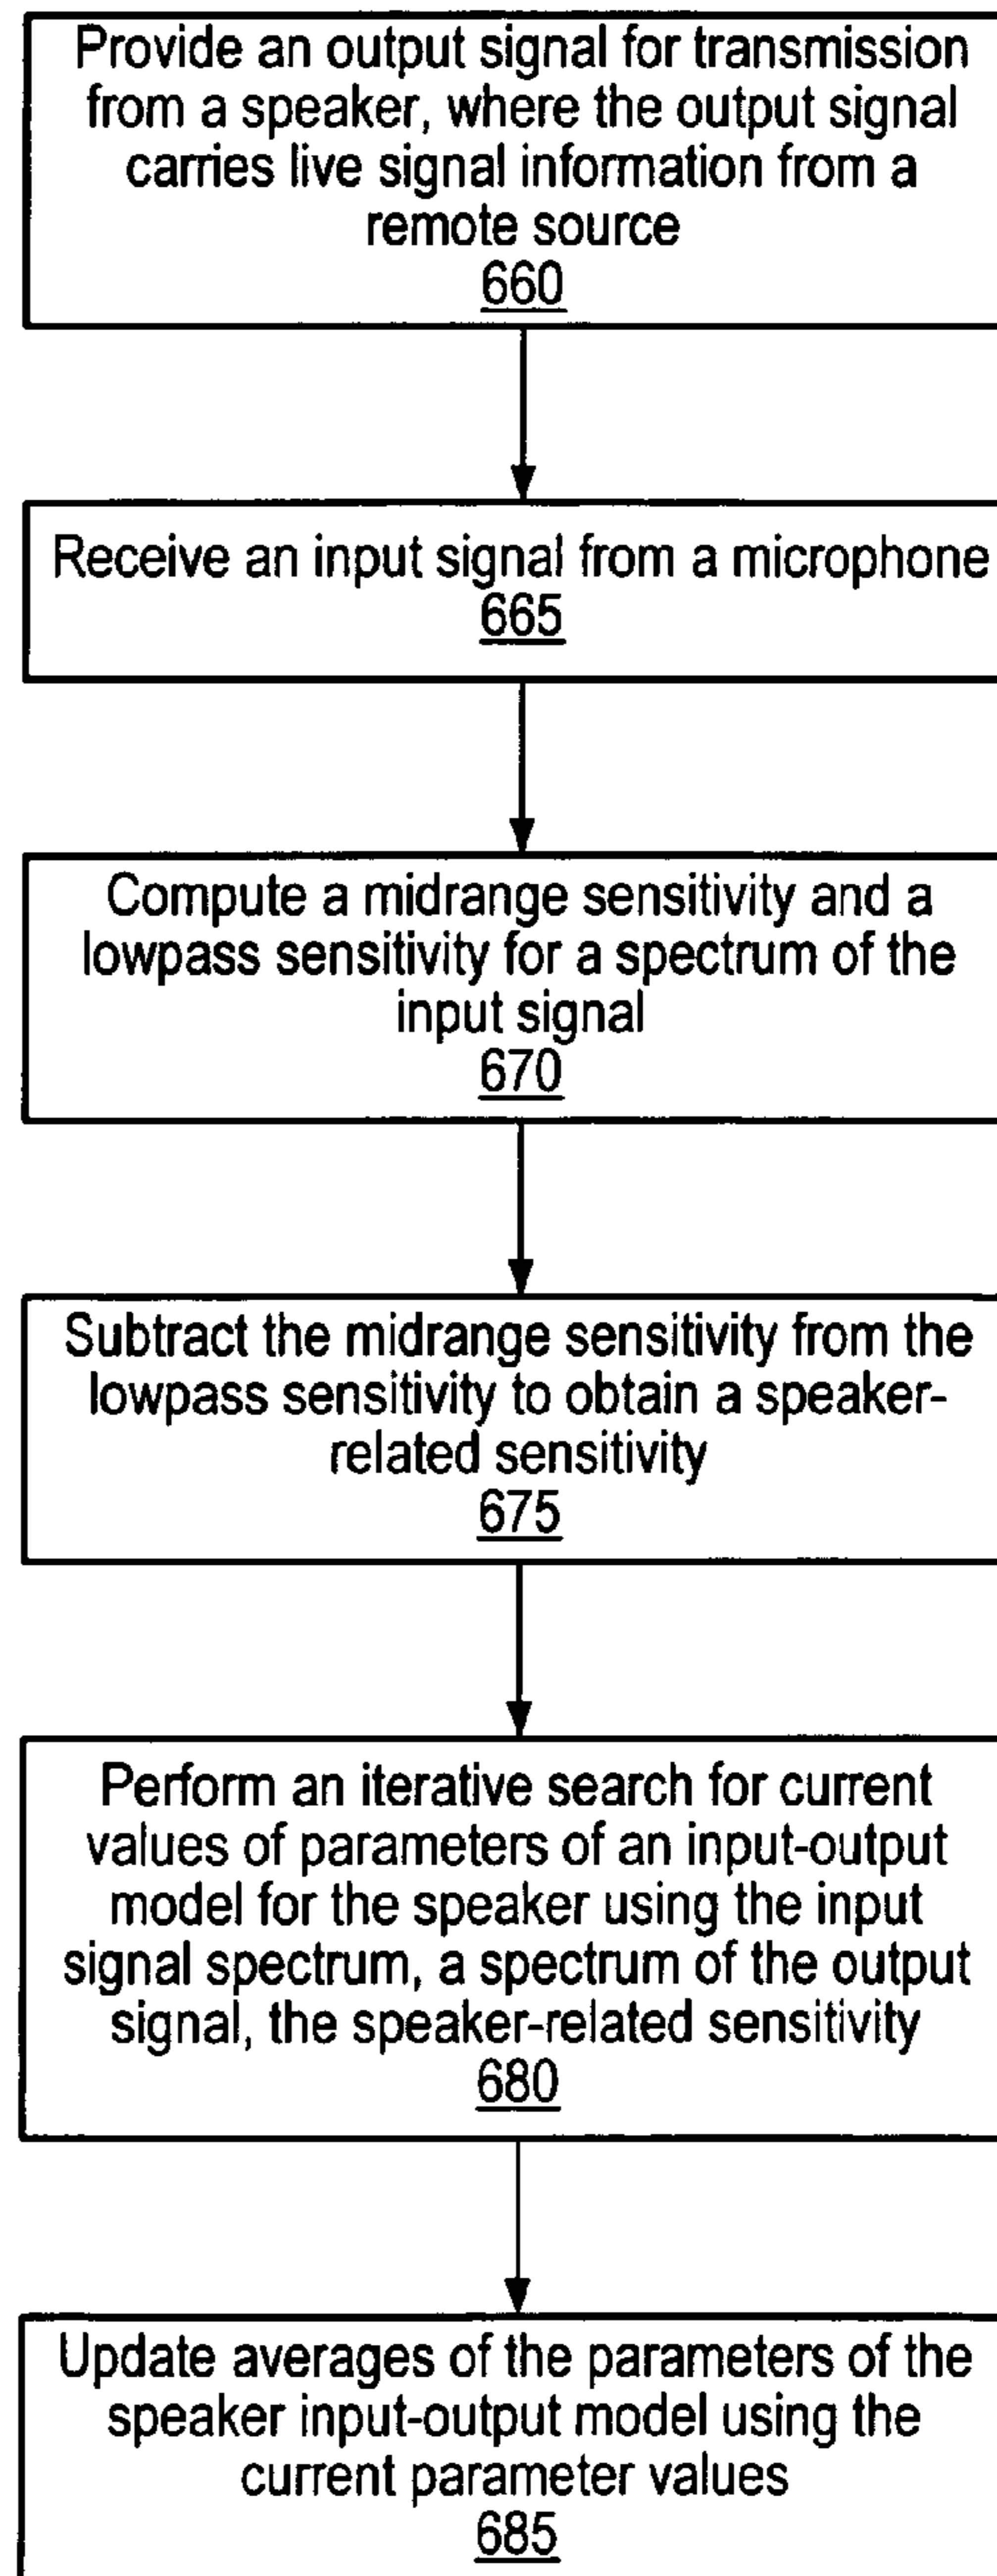 Provide an output signal for transmission
from a speaker, where the output signal
carries live signal information from a
remote source
660
Receive an input signal from a microphone
665
Compute a midrange sensitivity and a
lowpass sensitivity for a spectrum of the
input signal
670
Subtract the midrange sensitivity from the
lowpass sensitivity to obtain a speaker-
related sensitivity
675
Perform an iterative search for current
values of parameters of an input-output
model for the speaker using the input
signal spectrum, a spectrum of the output
signal, the speaker-related sensitivity
680
Update averages of the parameters of the
speaker input-output model using the
current parameter values
685